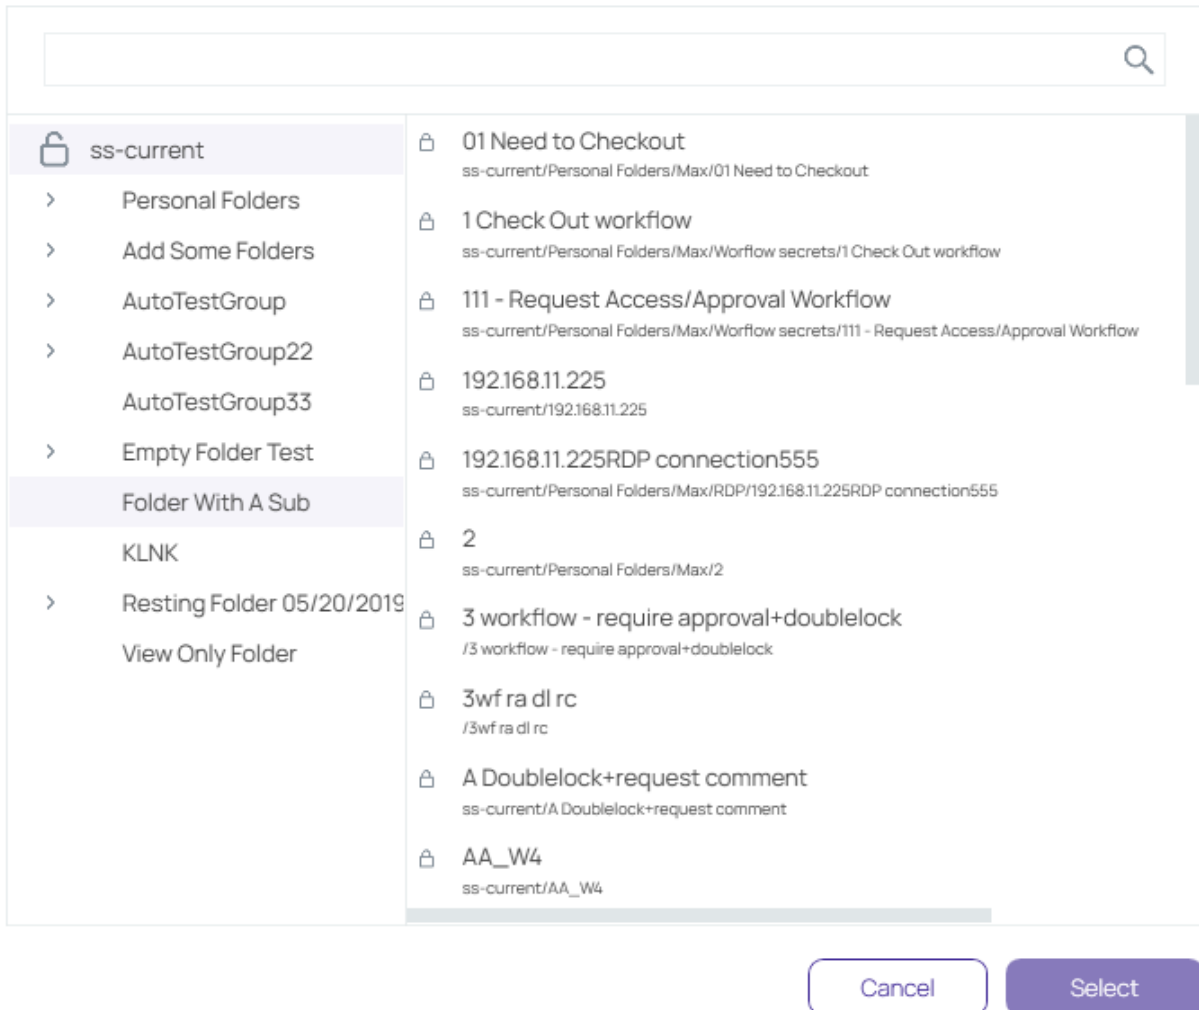 ss-current
Personal Folders
Add Some Folders
AutoTestGroup
AutoTestGroup22
AutoTestGroup33
Empty Folder Test
Folder With A Sub
KLNK
Resting Folder 05/20/2019
View Only Folder
01 Need to Checkout
ss-current/Personal Folders/Max/01 Need to Checkout
1 Check Out workflow
ss-current/Personal Folders/Max/Worflow secrets/1 Check Out workflow
111 - Request Access/Approval Workflow
ss-current/Personal Folders/Max/Worflow secrets/111 - Request Access/Approval Workflow
192.168.11.225
ss-current/192.168.11.225
192.168.11.225RDP connection555
ss-current/Personal Folders/Max/RDP/192.168.11.225RDP connection555
2
ss-current/Personal Folders/Max/2
3 workflow - require approval+doublelock
/3 workflow - require approval+doublelock
3wf ra dl rc
/3wf ra dl rc
A Doublelock+request comment
ss-current/A Doublelock+request comment
AA_W4
ss-current/AA_W4
Cancel
Select